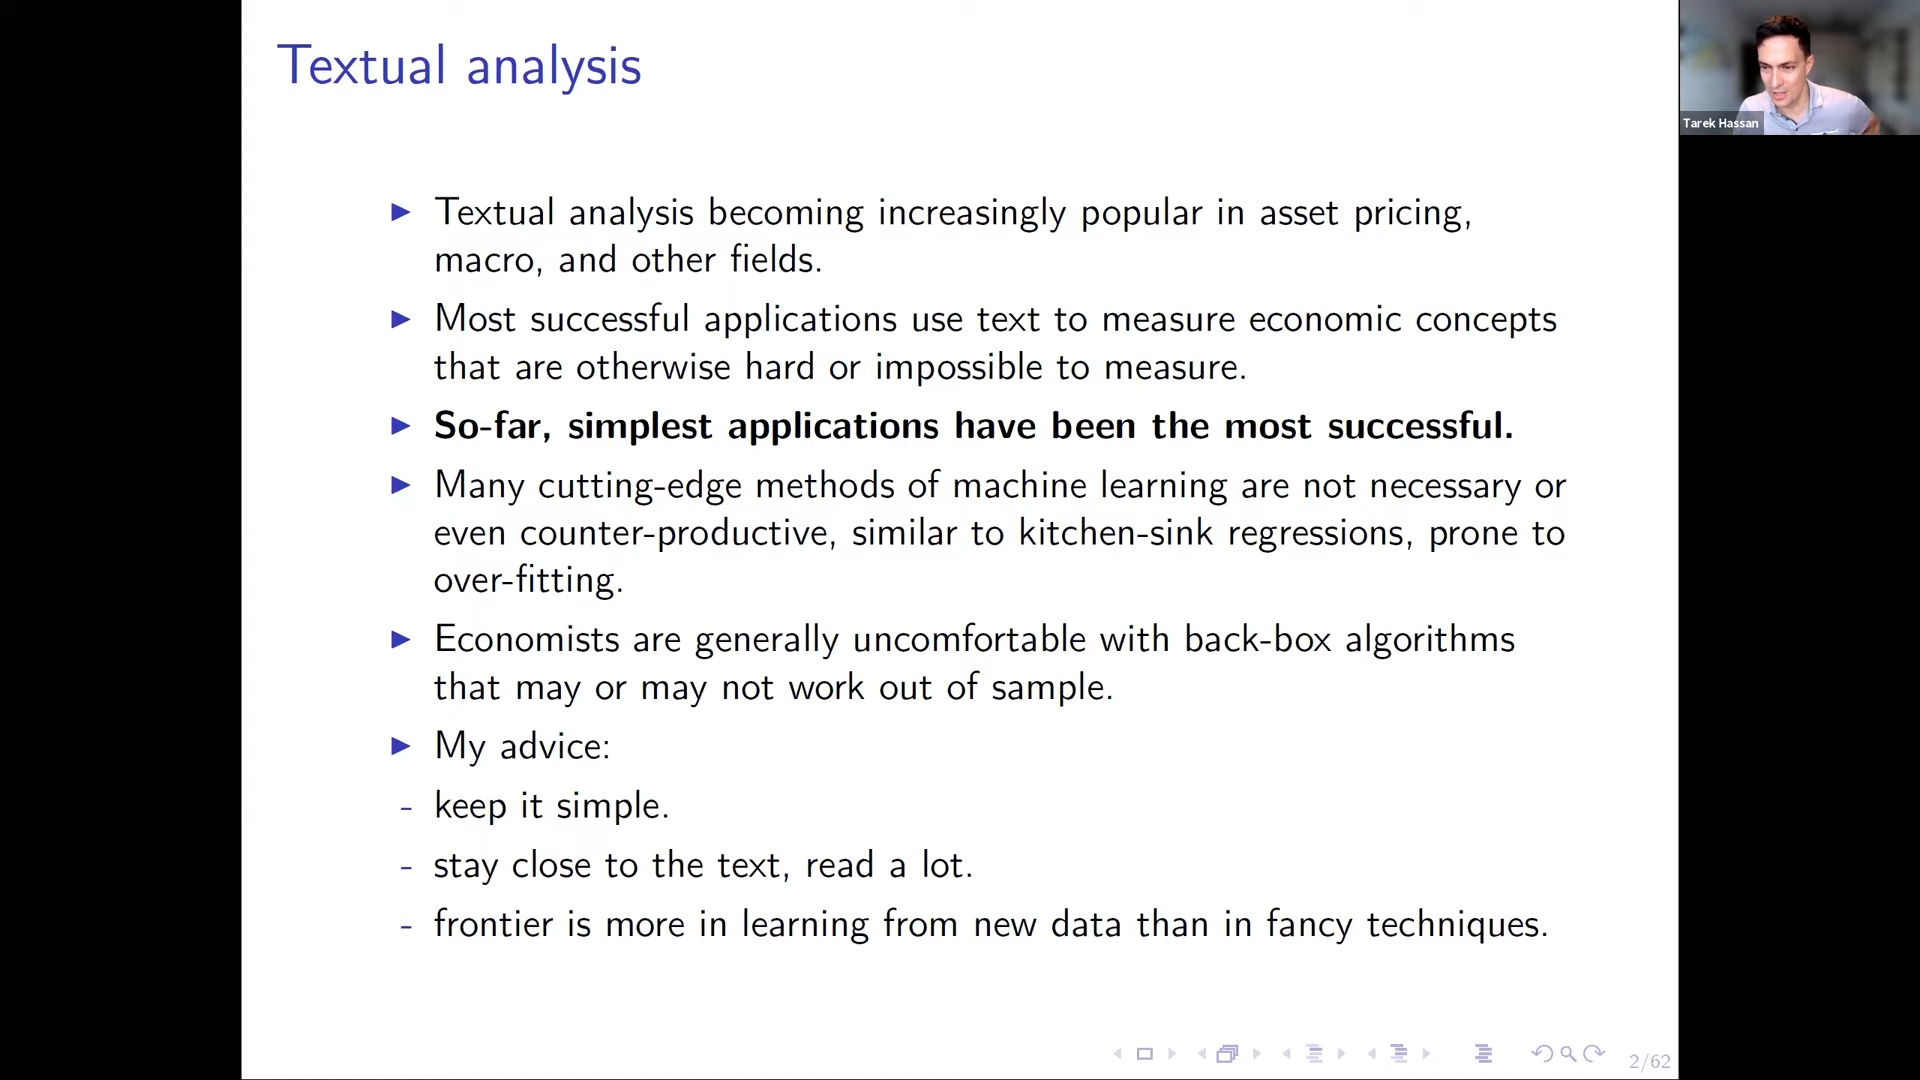 Textual analysis
Tarek Hassan
▶ Textual analysis becoming increasingly popular in asset pricing,
macro, and other fields.
▶ Most successful applications use text to measure economic concepts
that are otherwise hard or impossible to measure.
▶ So-far, simplest applications have been the most successful.
▶ Many cutting-edge methods of machine learning are not necessary or
even counter-productive, similar to kitchen-sink regressions, prone to
over-fitting.
▶ Economists are generally uncomfortable with back-box algorithms
that may or may not work out of sample.
▶ My advice:
- keep it simple.
- stay close to the text, read a lot.
- frontier is more in learning from new data than in fancy techniques.
2/62